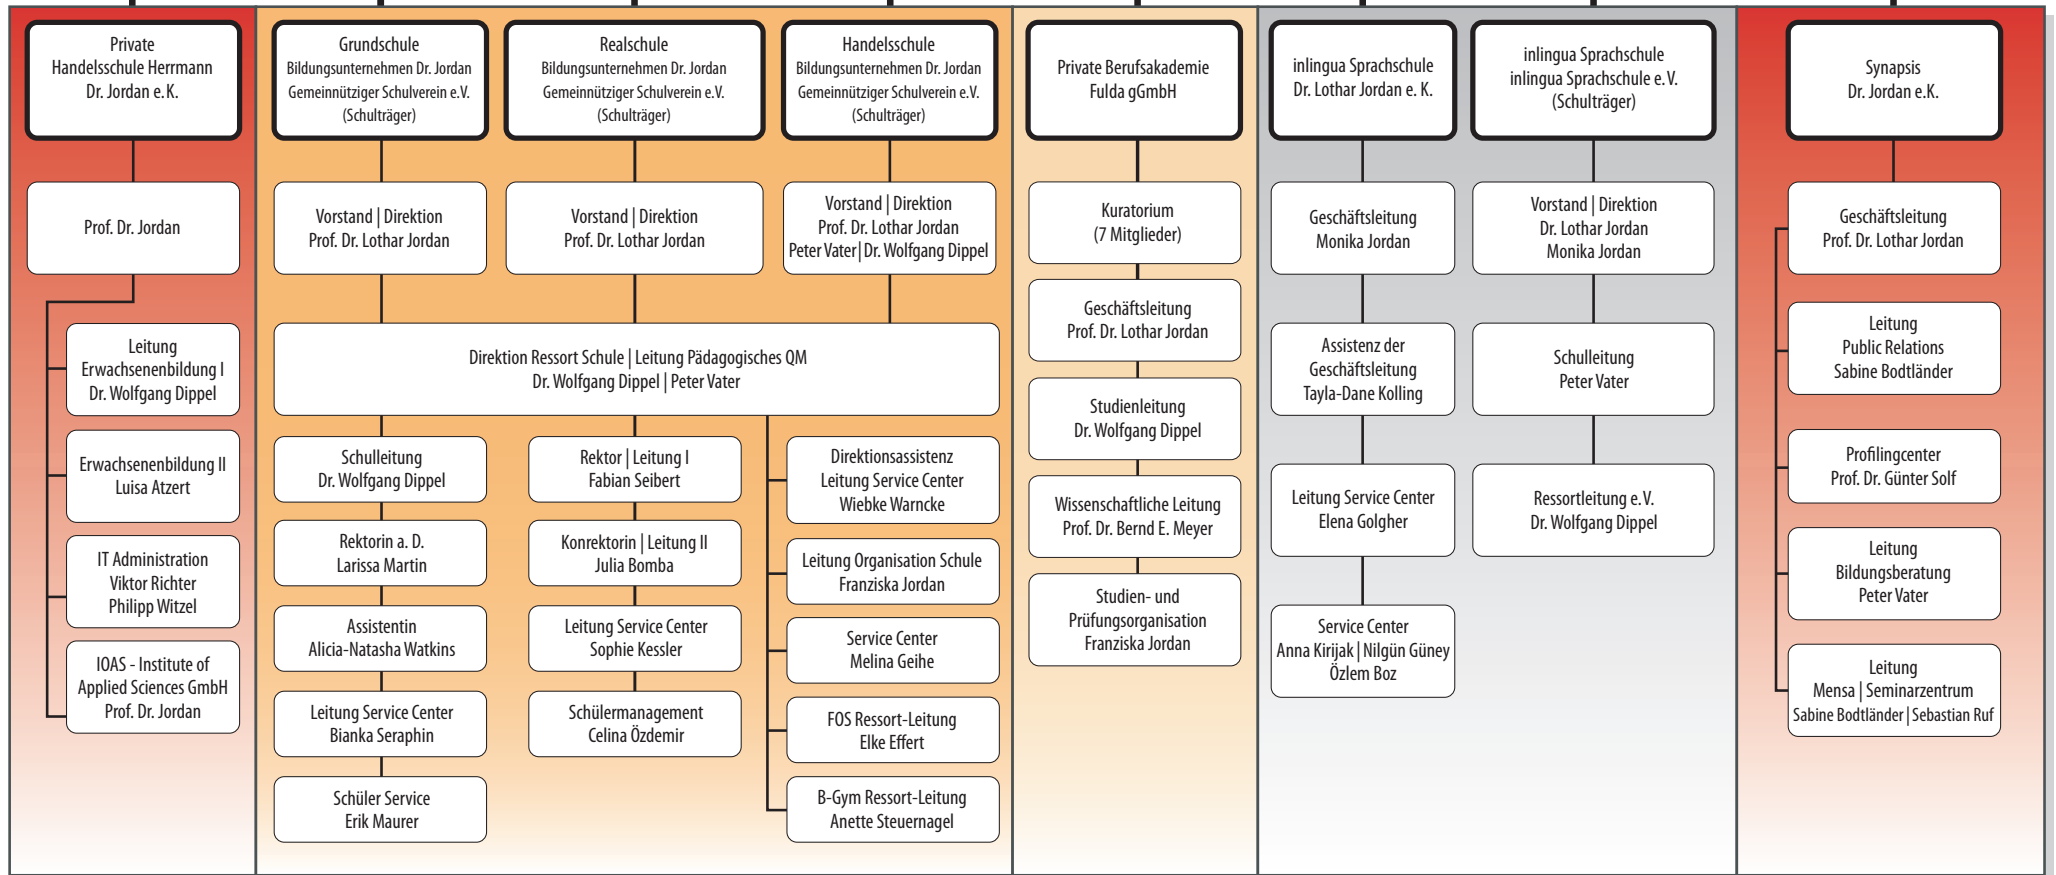 Private
Handelsschule Herrmann
Dr. Jordan e.K.
Prof. Dr. Jordan
Leitung
Erwachsenenbildung I
Dr. Wolfgang Dippel
Erwachsenenbildung II
Luisa Atzert
IT Administration
Viktor Richter
Philipp Witzel
IOAS - Institute of
Applied Sciences GmbH
Prof. Dr. Jordan
Grundschule
Bildungsunternehmen Dr. Jordan
Gemeinnütziger Schulverein e.V.
(Schulträger)
Vorstand | Direktion
Prof. Dr. Lothar Jordan
Realschule
Bildungsunternehmen Dr. Jordan
Gemeinnütziger Schulverein e.V.
(Schulträger)
Vorstand | Direktion
Prof. Dr. Lothar Jordan
Handelsschule
Bildungsunternehmen Dr. Jordan
Gemeinnütziger Schulverein e.V.
(Schulträger)
Vorstand | Direktion
Prof. Dr. Lothar Jordan
Peter Vater | Dr. Wolfgang Dippel
Direktion Ressort Schule | Leitung Pädagogisches QM
Dr. Wolfgang Dippel | Peter Vater
Schulleitung
Dr. Wolfgang Dippel
Rektorin a. D.
Larissa Martin
Assistentin
Alicia-Natasha Watkins
Leitung Service Center
Bianka Seraphin
Schüler Service
Erik Maurer
Rektor | Leitung I
Fabian Seibert
Konrektorin | Leitung II
Julia Bomba
Leitung Service Center
Sophie Kessler
Schülermanagement
Celina Özdemir
Direktionsassistenz
Leitung Service Center
Wiebke Warncke
Leitung Organisation Schule
Franziska Jordan
Service Center
Melina Geihe
FOS Ressort-Leitung
Elke Effert
B-Gym Ressort-Leitung
Anette Steuernagel
Private Berufsakademie
Fulda gGmbH
Kuratorium
(7 Mitglieder)
Geschäftsleitung
Prof. Dr. Lothar Jordan
Studienleitung
Dr. Wolfgang Dippel
Wissenschaftliche Leitung
Prof. Dr. Bernd E. Meyer
Studien- und
Prüfungsorganisation
Franziska Jordan
inlingua Sprachschule
Dr. Lothar Jordan e. K.
Geschäftsleitung
Monika Jordan
Assistenz der
Geschäftsleitung
Tayla-Dane Kolling
Leitung Service Center
Elena Golgher
Service Center
Anna Kirijak | Nilgün Güney
Özlem Boz
inlingua Sprachschule
inlingua Sprachschule e.V.
(Schulträger)
Vorstand | Direktion
Dr. Lothar Jordan
Monika Jordan
Schulleitung
Peter Vater
Ressortleitung e.V.
Dr. Wolfgang Dippel
Synapsis
Dr. Jordan e.K.
Geschäftsleitung
Prof. Dr. Lothar Jordan
Leitung
Public Relations
Sabine Bodtländer
Profilingcenter
Prof. Dr. Günter Solf
Leitung
Bildungsberatung
Peter Vater
Leitung
Mensa | Seminarzentrum
Sabine Bodtländer | Sebastian Ruf